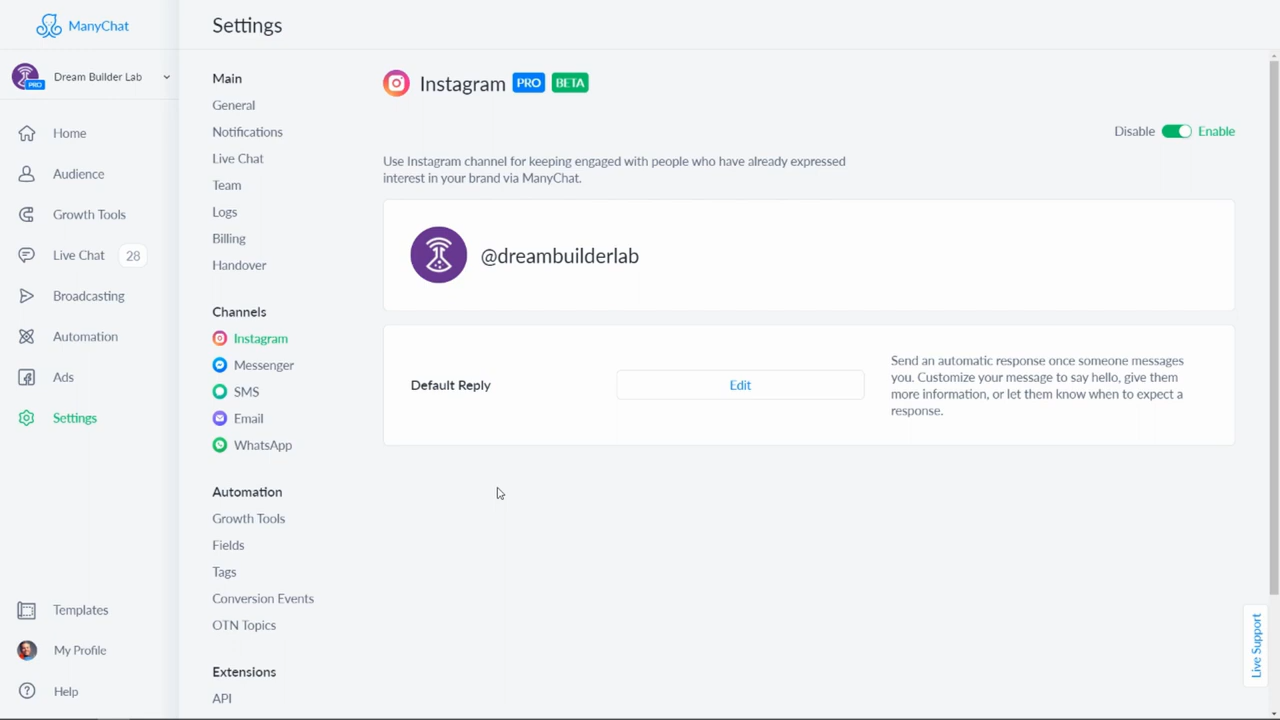 ManyChat
Settings
PRO
Dream Builder Lab
Home
Audience
Growth Tools
Live Chat 28
Broadcasting
Automation
Ads
Settings
Templates
My Profile
Help
Main
General
Notifications
Live Chat
Team
Logs
Billing
Handover
Channels
Instagram
Messenger
SMS
Email
WhatsApp
Automation
Growth Tools
Fields
Tags
Conversion Events
OTN Topics
Extensions
API
Instagram PRO BETA
Disable Enable
Use Instagram channel for keeping engaged with people who have already expressed
interest in your brand via ManyChat.
@dreambuilderlab
Default Reply
Edit
Send an automatic response once someone messages
you. Customize your message to say hello, give them
more information, or let them know when to expect a
response.
Live Support